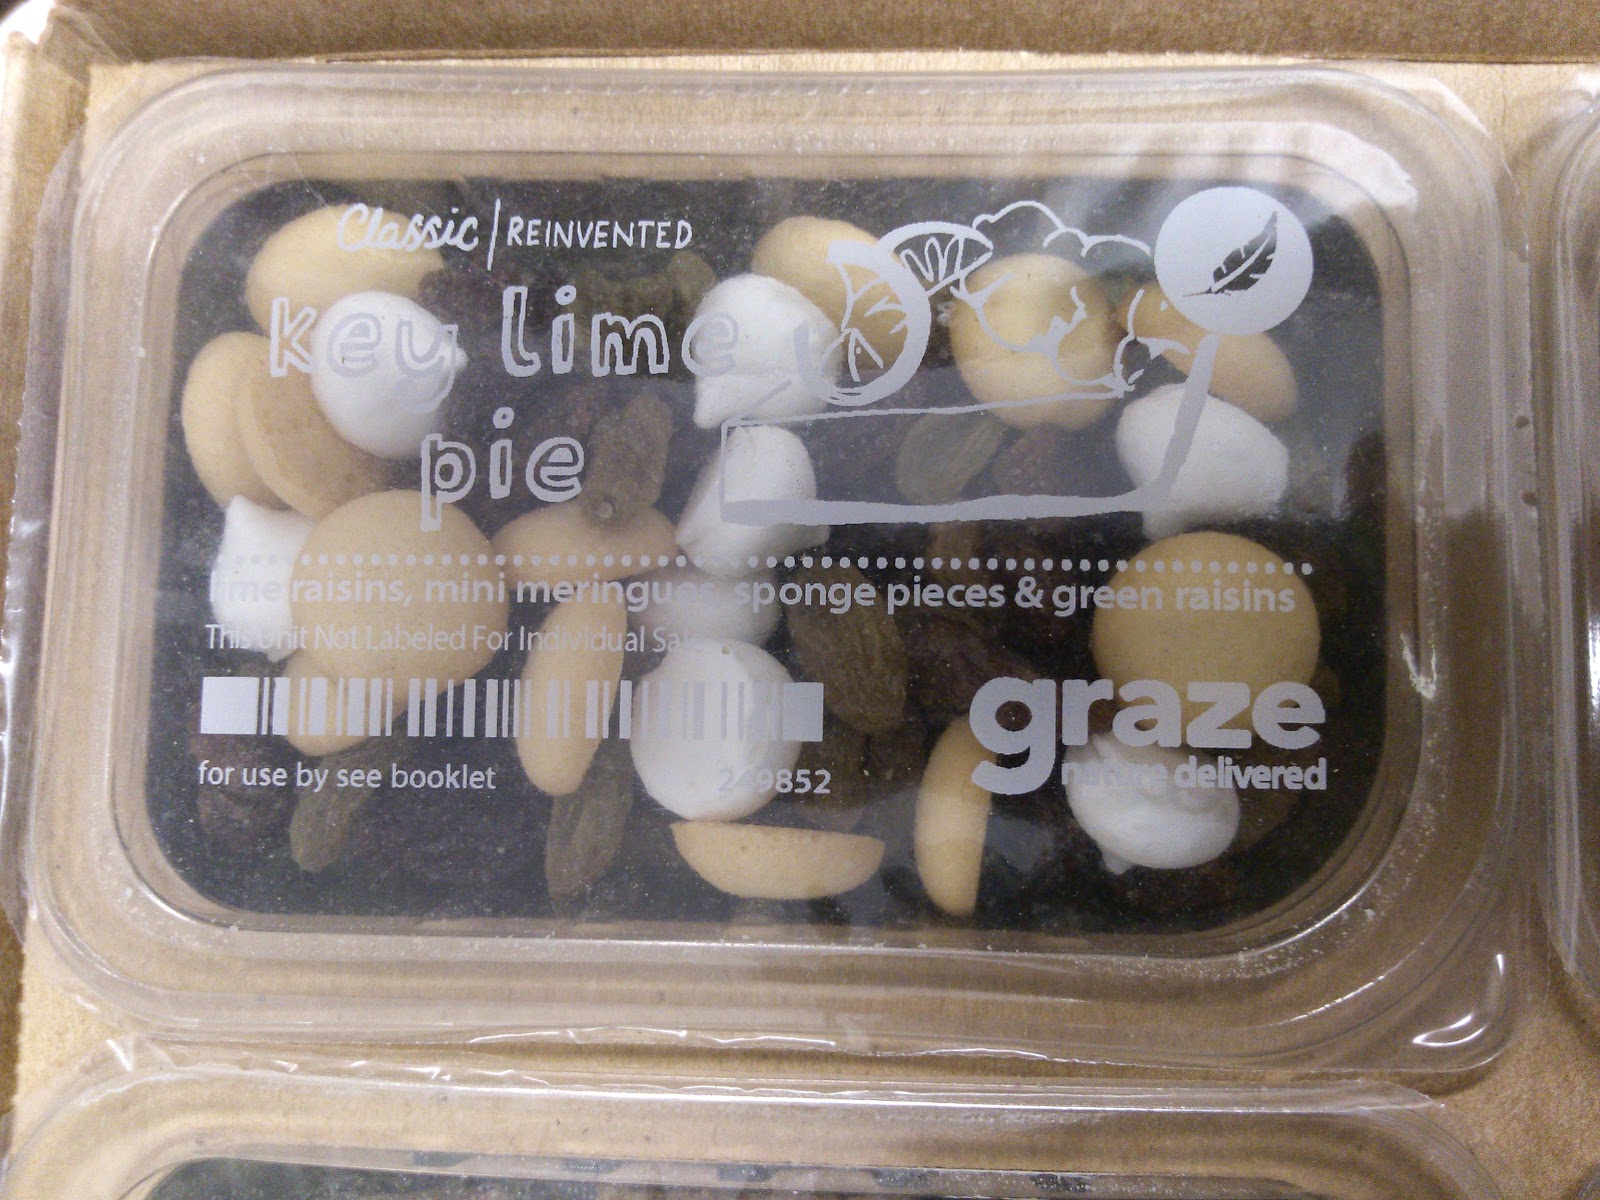 Classic | REINVENTED
key lime
pie
lime raisins, mini meringues, sponge pieces & green raisins
This Unit Not Labeled For Individual Sale
for use by see booklet
249852
graze
nature delivered